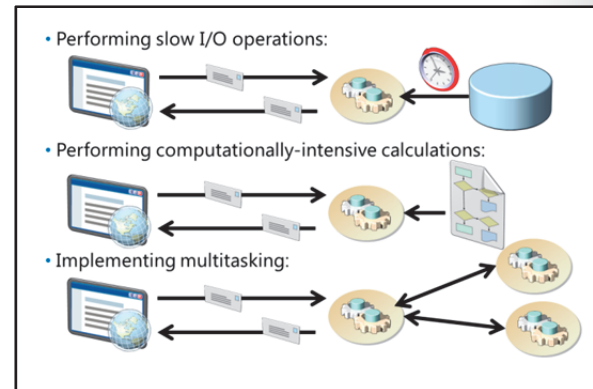 • Performing slow I/O operations:
• Performing computationally-intensive calculations:
• Implementing multitasking: